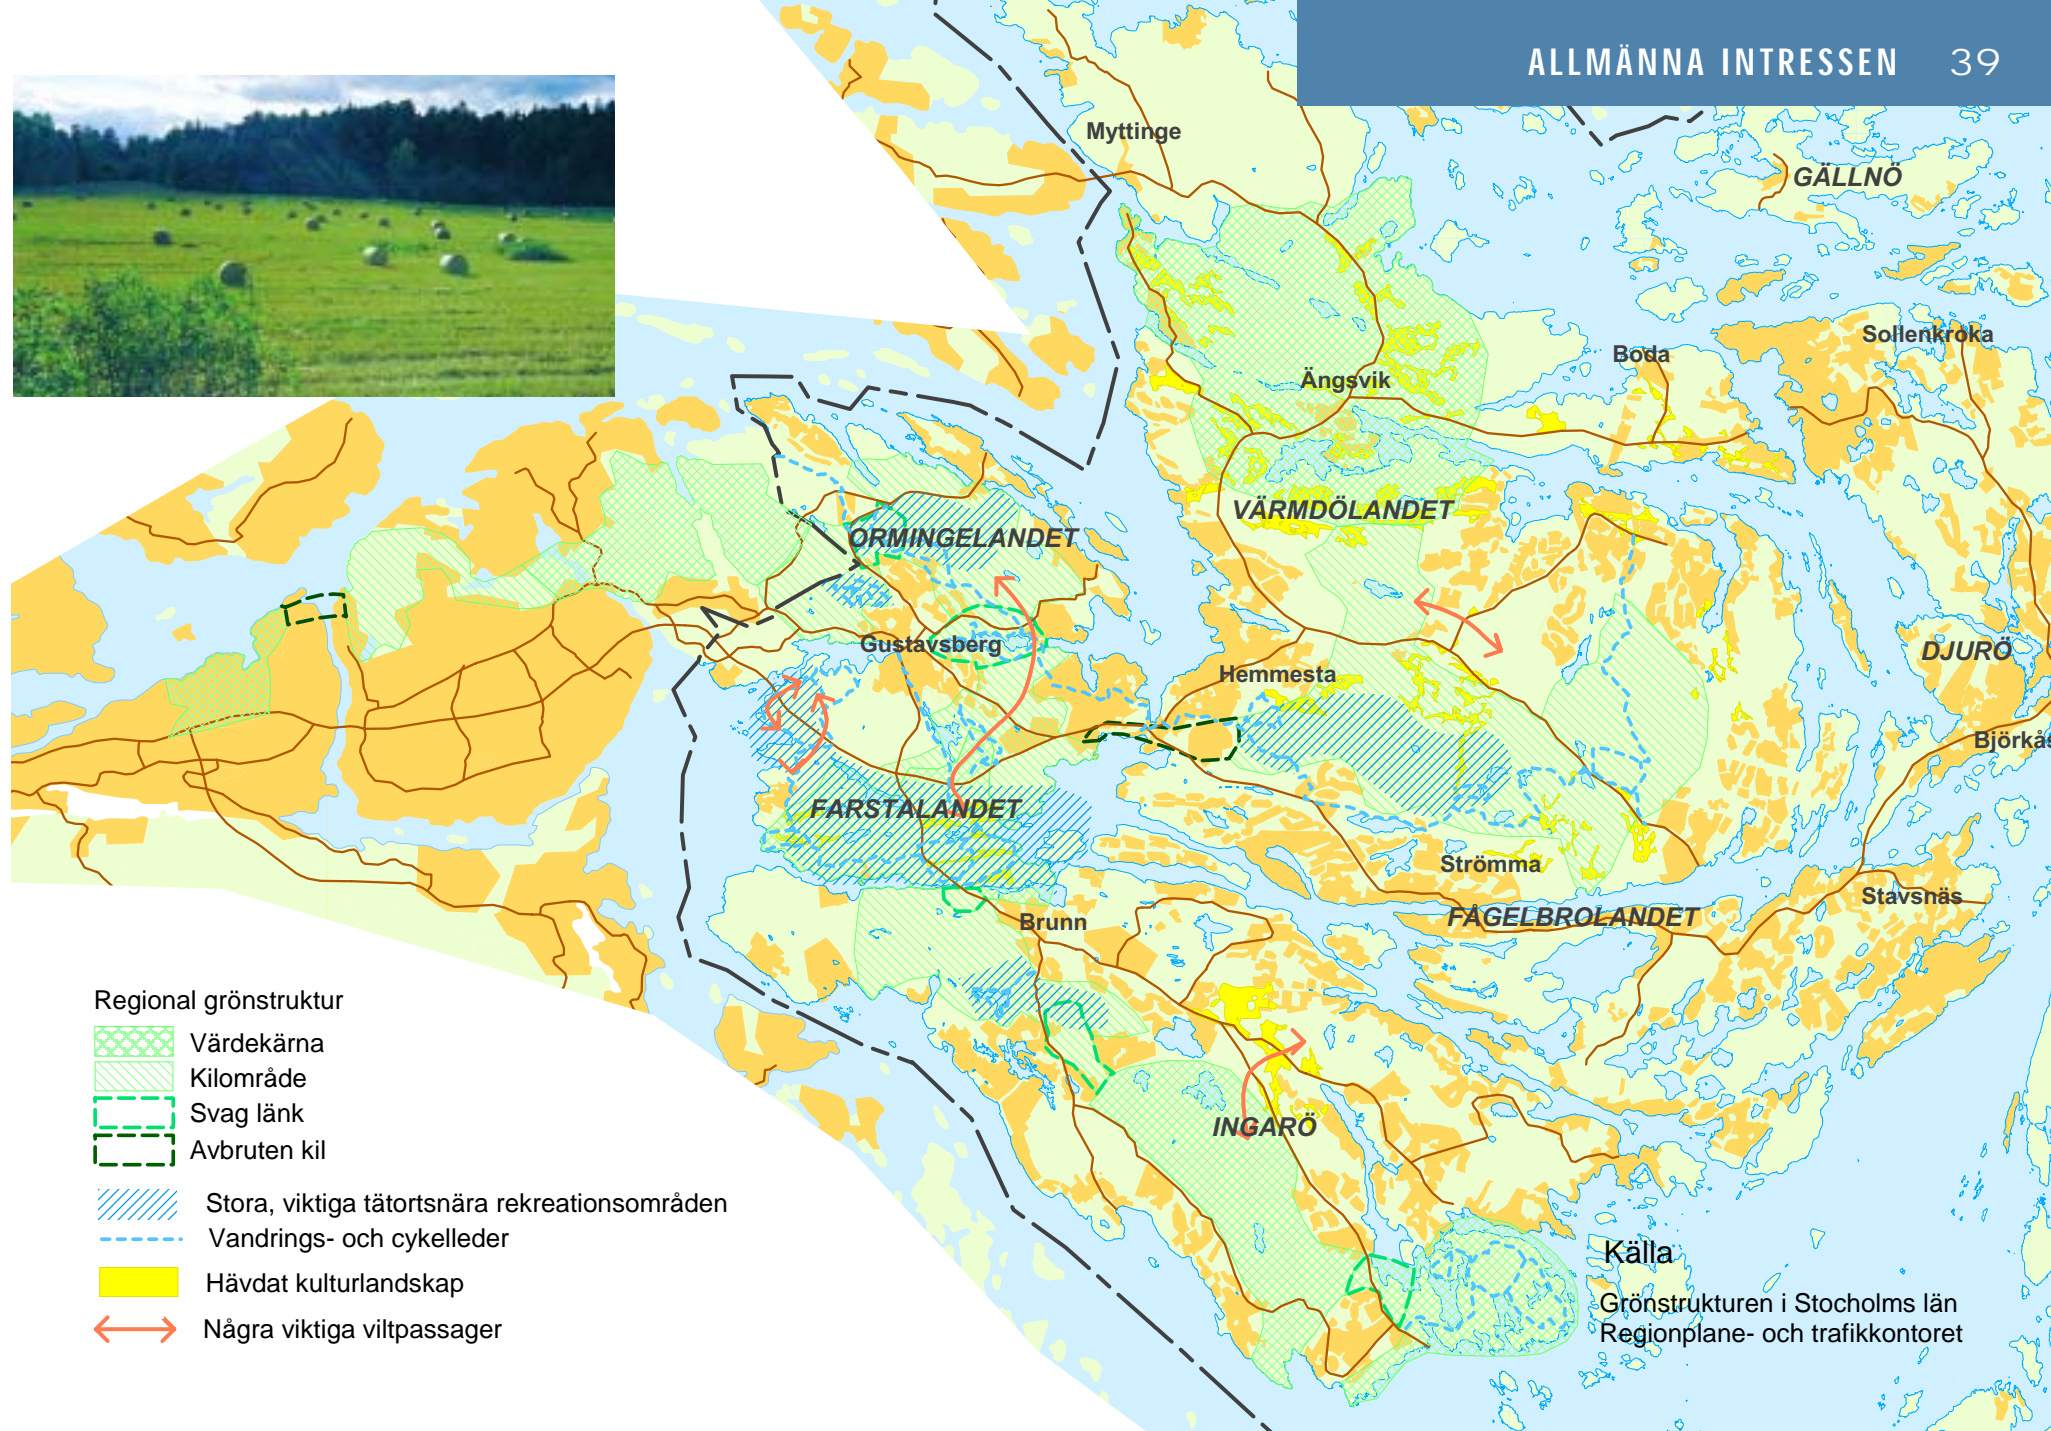 ALLMÄNNA INTRESSEN 39
Myttinge
GÄLLNÖ
Sollenkroka
Boda
Ängsvik
VÄRMDÖLANDET
ORMINGELANDET
Gustavsberg
DJURÖ
Hemmesta
Björkås
FARSTALANDET
Strömma
Stavsnäs
FÅGELBROLANDET
Brunn
INGARÖ
Regional grönstruktur
Värdekärna
Kilområde
Svag länk
Avbruten kil
Stora, viktiga tätortsnära rekreationsområden
Vandrings- och cykelleder
Hävdat kulturlandskap
Några viktiga viltpassager
Källa
Grönstrukturen i Stocholms län
Regionplane- och trafikkontoret